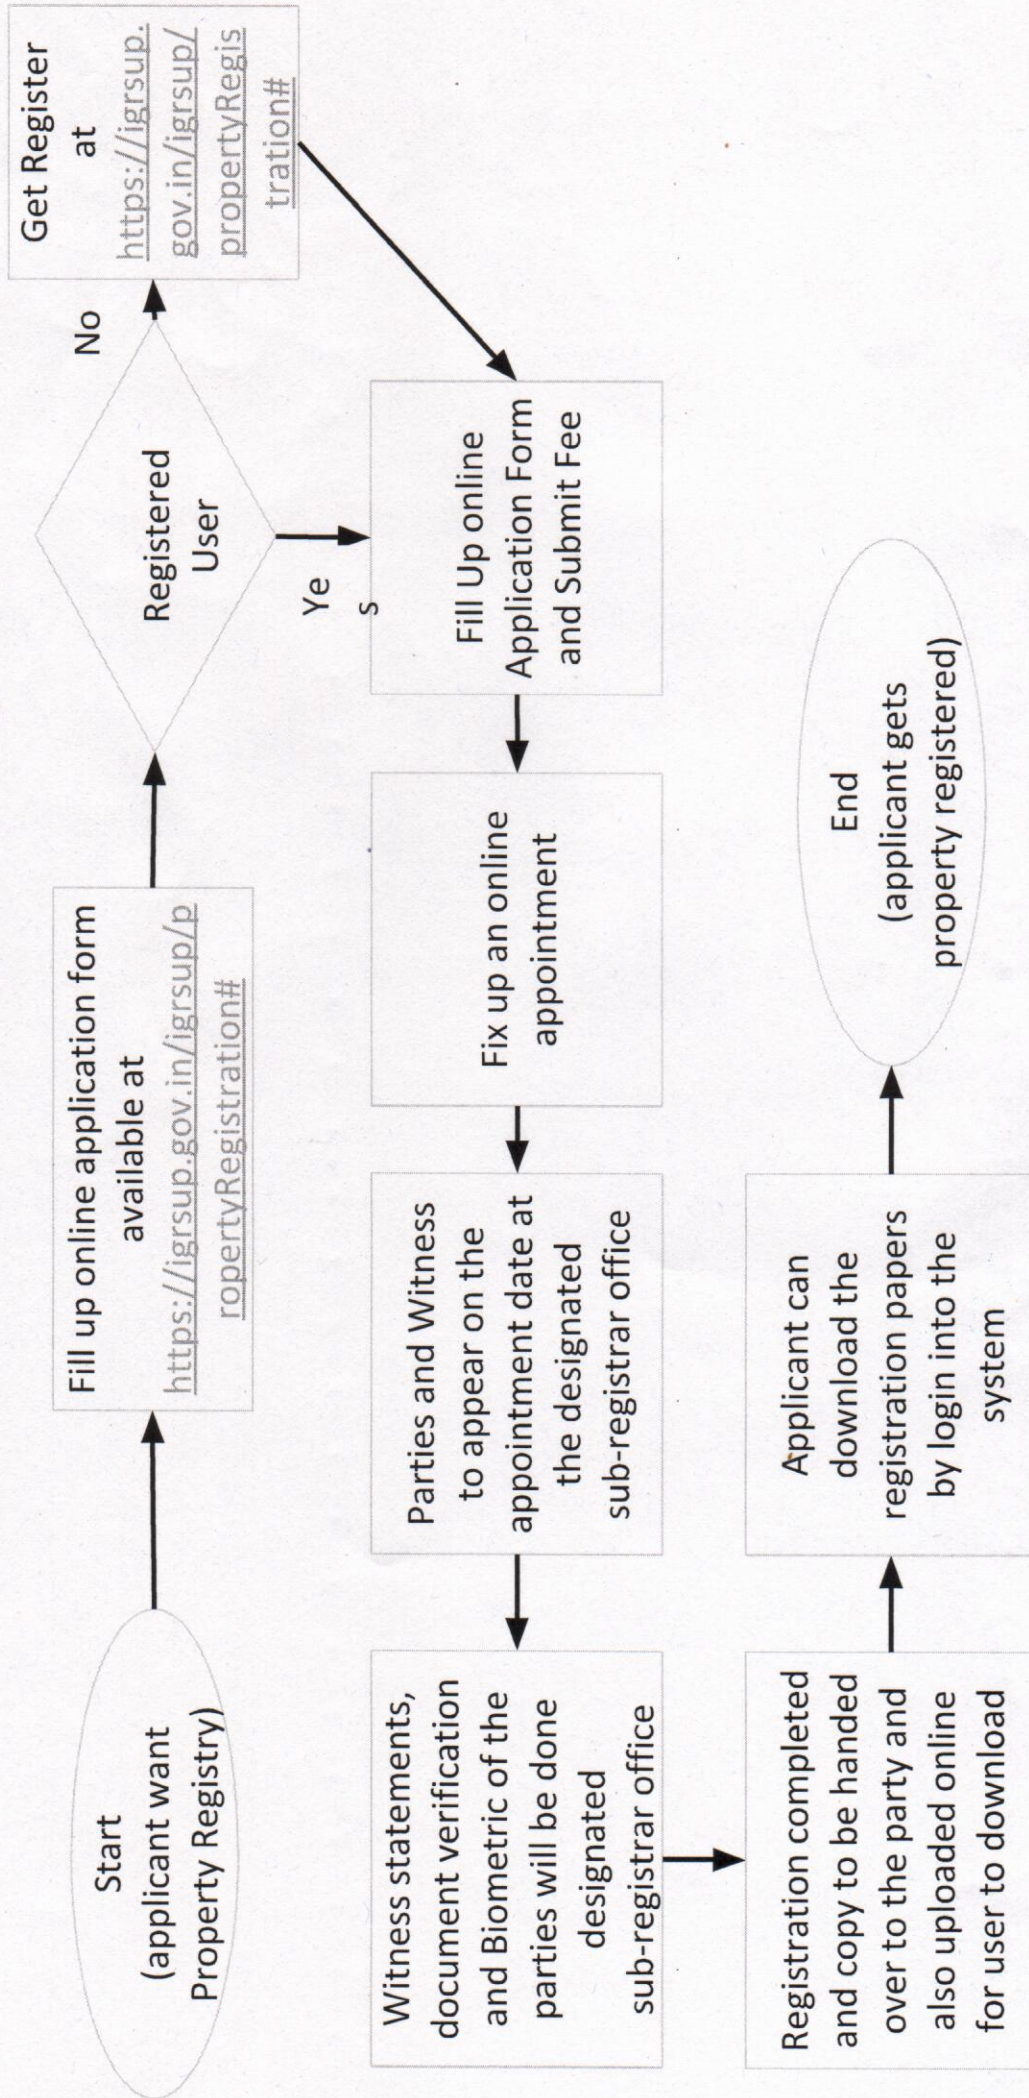 Start
(applicant want
Property Registry)
Fill up online application form
available at
https://igrsup.gov.in/igrsup/p
ropertyRegistration#
Registered
User
No
Get Register
at
https://igrsup.
gov.in/igrsup/
propertyRegis
tration#
Ye
s
Fill Up online
Application Form
and Submit Fee
Fix up an online
appointment
Parties and Witness
to appear on the
appointment date at
the designated
sub-registrar office
Witness statements,
document verification
and Biometric of the
parties will be done
designated
sub-registrar office
Registration completed
and copy to be handed
over to the party and
also uploaded online
for user to download
Applicant can
download the
registration papers
by login into the
system
End
(applicant gets
property registered)